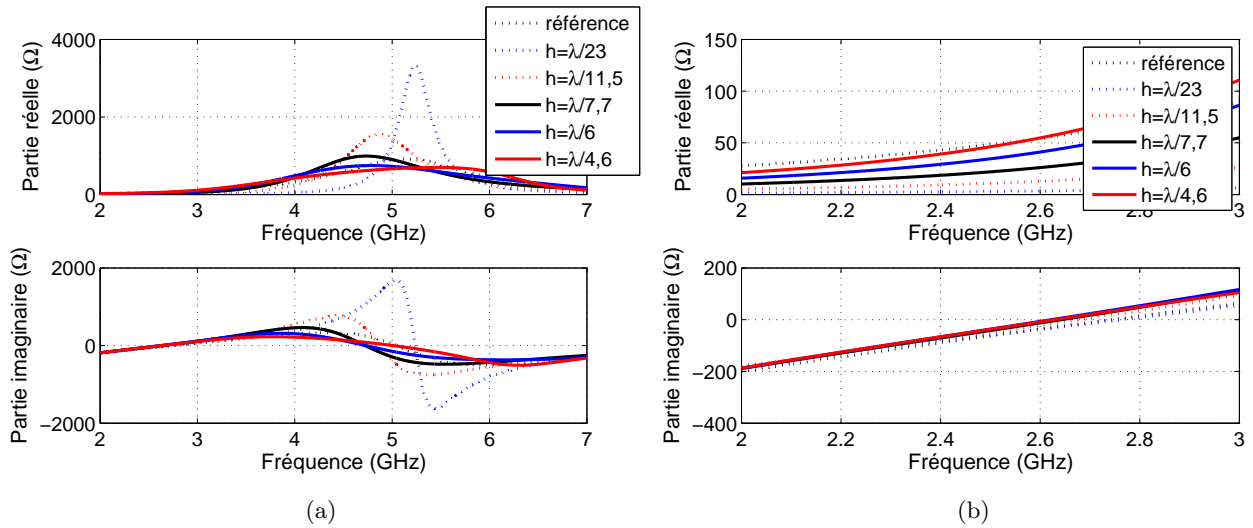 référence
h=λ/23
h=λ/11,5
h=λ/7,7
h=λ/6
h=λ/4,6
4000
2000
0
Partie réelle (Ω)
2 3 4 5 6 7
Fréquence (GHz)
référence
h=λ/23
h=λ/11,5
h=λ/7,7
h=λ/6
h=λ/4,6
150
100
50
0
Partie réelle (Ω)
2 2.2 2.4 2.6 2.8 3
Fréquence (GHz)
2000
0
−2000
Partie imaginaire (Ω)
2 3 4 5 6 7
Fréquence (GHz)
200
0
−200
−400
Partie imaginaire (Ω)
2 2.2 2.4 2.6 2.8 3
Fréquence (GHz)
(a)
(b)